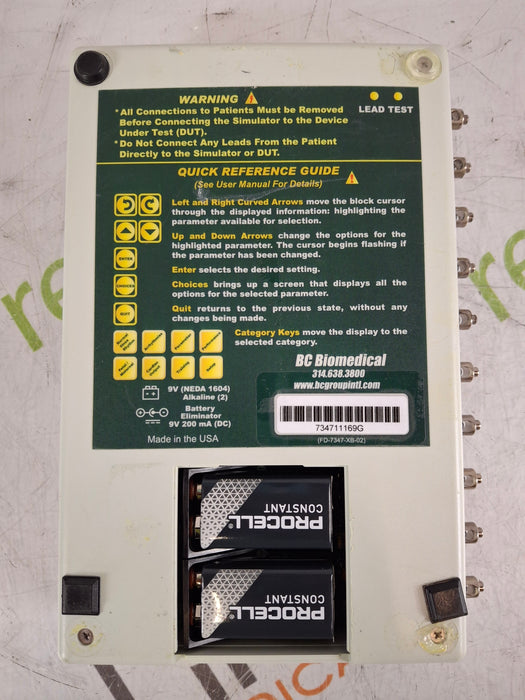 WARNING
*All Connections to Patients Must be Removed
Before Connecting the Simulator to the Device
Under Test (DUT).
*Do Not Connect Any Leads From the Patient
Directly to the Simulator or DUT.
LEAD TEST
QUICK REFERENCE GUIDE
(See User Manual For Details)
Left and Right Curved Arrows move the block cursor
through the displayed information: highlighting the
parameter available for selection.
Up and Down Arrows change the options for the
highlighted parameter. The cursor begins flashing if
the parameter has been changed.
ENTER
Enter selects the desired setting.
CHOICES
Choices brings up a screen that displays all the
options for the selected parameter.
QUIT
Quit returns to the previous state, without any
changes being made.
Category Keys move the display to the
selected category.
9V (NEDA 1604)
Alkaline (2)
Battery
Eliminator
9V 200 mA (DC)
Made in the USA
BC Biomedical
314.638.3800
www.bcgroupintl.com
734711169G
(FD-7347-XB-02)
PROCELL®
CONSTANT
PROCELL®
CONSTANT